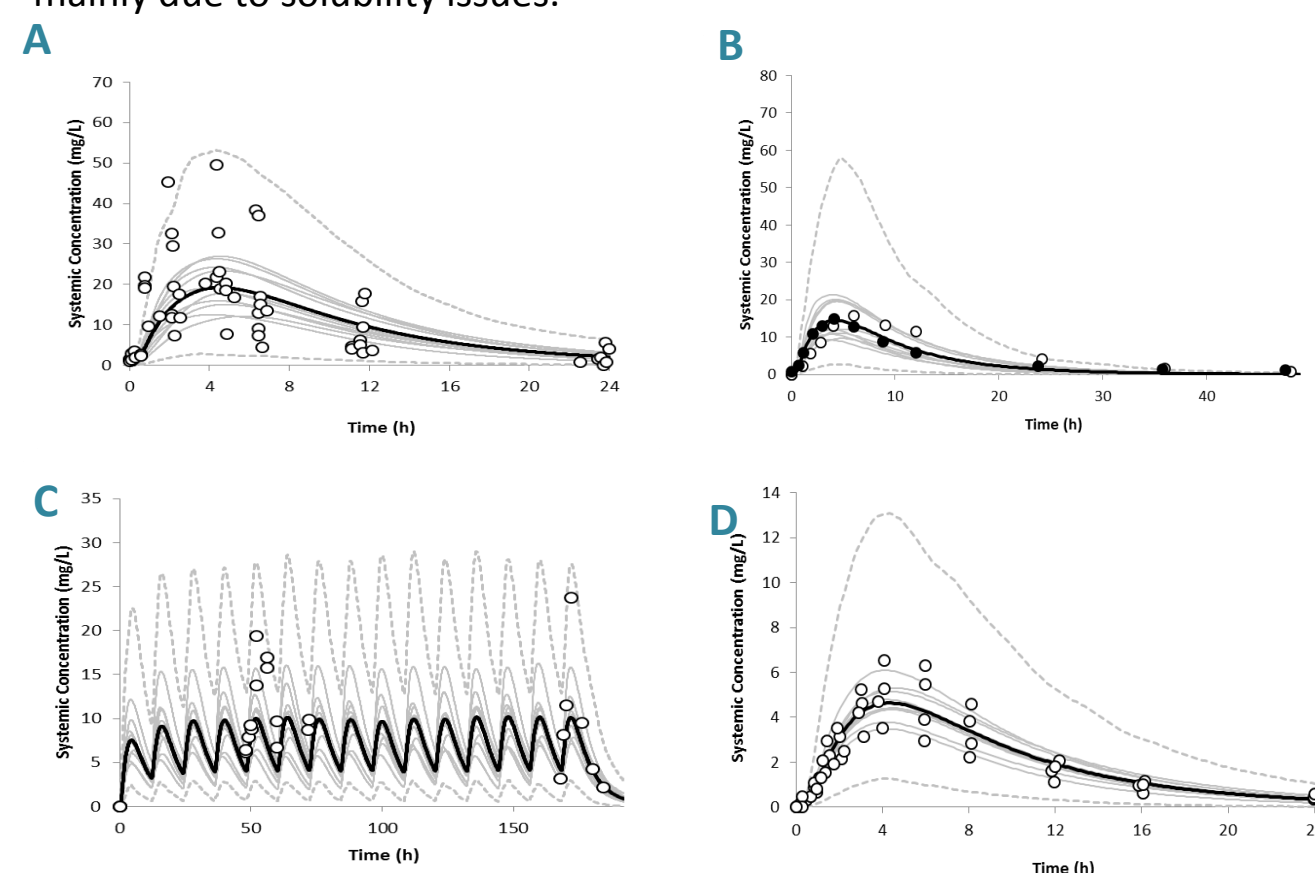 mainly due to solubility issues.
A
70
60
50
40
30
20
10
0
Systemic Concentration (mg/L)
0 4 8 12 16 20 24
Time (h)
B
80
70
60
50
40
30
20
10
0
Systemic Concentration (mg/L)
0 10 20 30 40
Time (h)
C
35
30
25
20
15
10
5
0
Systemic Concentration (mg/L)
0 50 100 150
Time (h)
D
14
12
10
8
6
4
2
0
Systemic Concentration (mg/L)
0 4 8 12 16 20 2
Time (h)